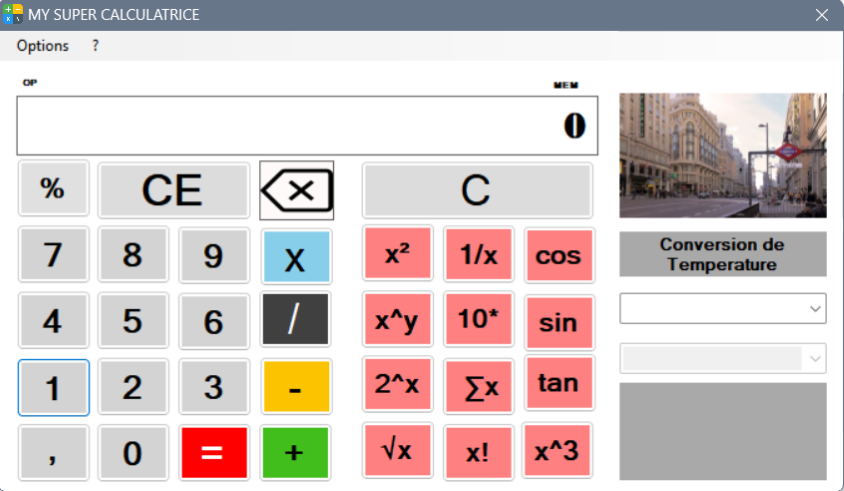 MY SUPER CALCULATRICE
Options ?
OP MEM
0
% CE C
7 8 9 X x² 1/x cos
4 5 6 / x^y 10* sin
1 2 3 - 2^x ∑x tan
, 0 = + √x x! x^3
Conversion de
Temperature